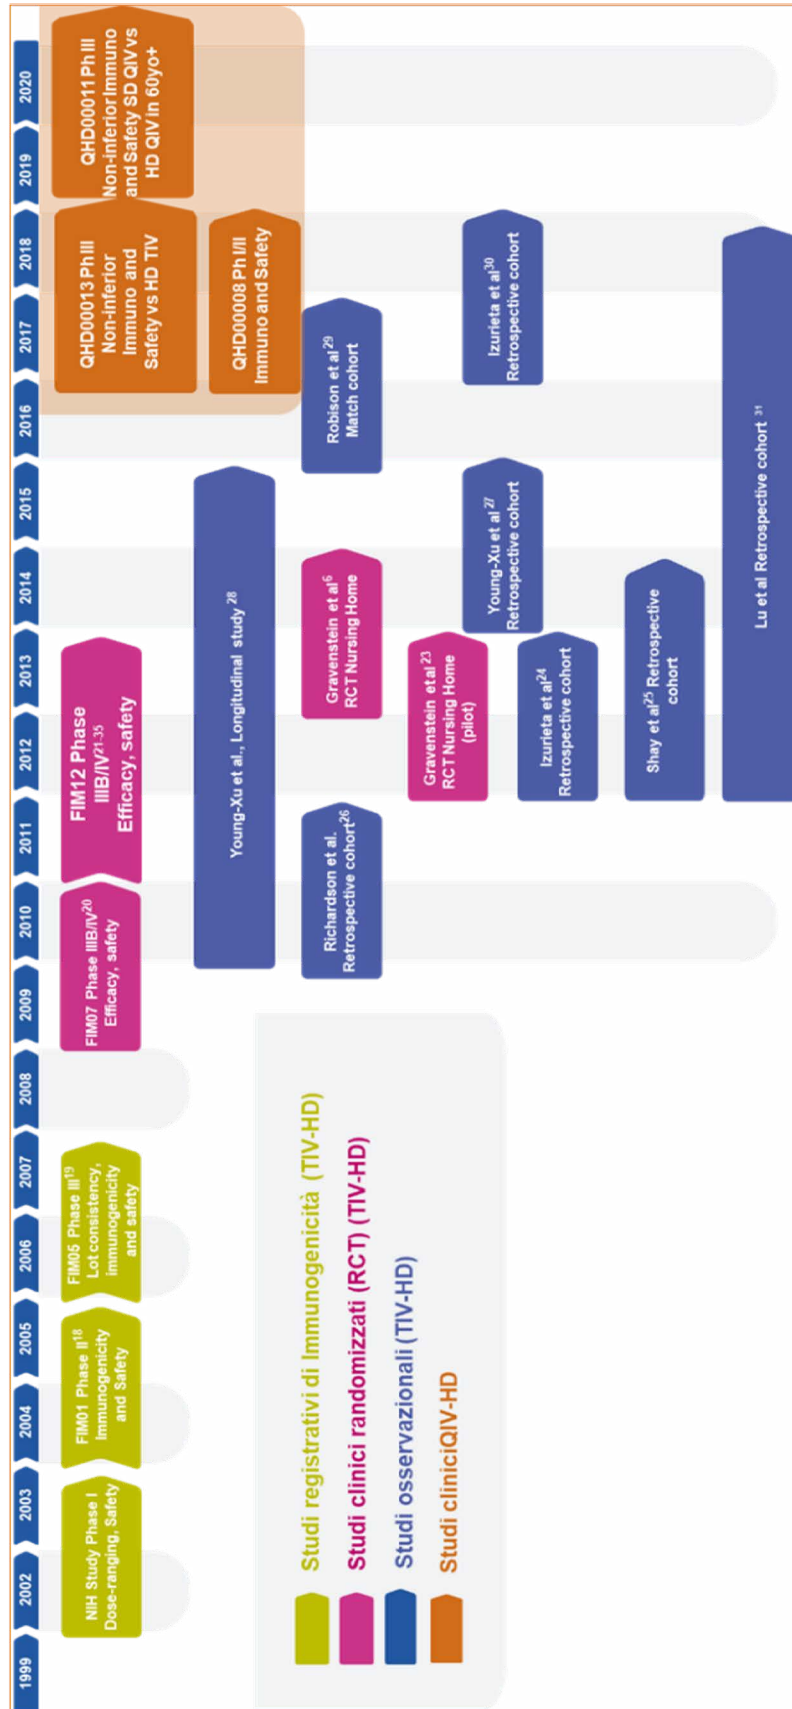 1999
2002
2003
2004
2005
2006
2007
2008
2009
2010
2011
2012
2013
2014
2015
2016
2017
2018
2019
2020
NIH Study Phase I
Dose-ranging, Safety
FIM01 Phase II18
Immunogenicity
and Safety
FIM05 Phase III19
Lot consistency,
immunogenicity
and safety
FIM07 Phase IIIB/IV20
Efficacy, safety
FIM12 Phase
IIIB/IV21-35
Efficacy, safety
QHD00013 Ph III
Non-inferior
Immuno and
Safety vs HD TIV
QHD00011 Ph III
Non-inferior Immuno
and Safety SD QIV vs
HD QIV in 60yo+
QHD00008 Ph I/II
Immuno and Safety
Young-Xu et al., Longitudinal study 28
Richardson et al.
Retrospective cohort26
Gravenstein et al6
RCT Nursing Home
Robison et al29
Match cohort
Gravenstein et al23
RCT Nursing Home
(pilot)
Young-Xu et al27
Retrospective cohort
Izurieta et al30
Retrospective cohort
Izurieta et al24
Retrospective cohort
Shay et al25 Retrospective
cohort
Lu et al Retrospective cohort 31
Studi registrativi di Immunogenicità (TIV-HD)
Studi clinici randomizzati (RCT) (TIV-HD)
Studi osservazionali (TIV-HD)
Studi cliniciQIV-HD